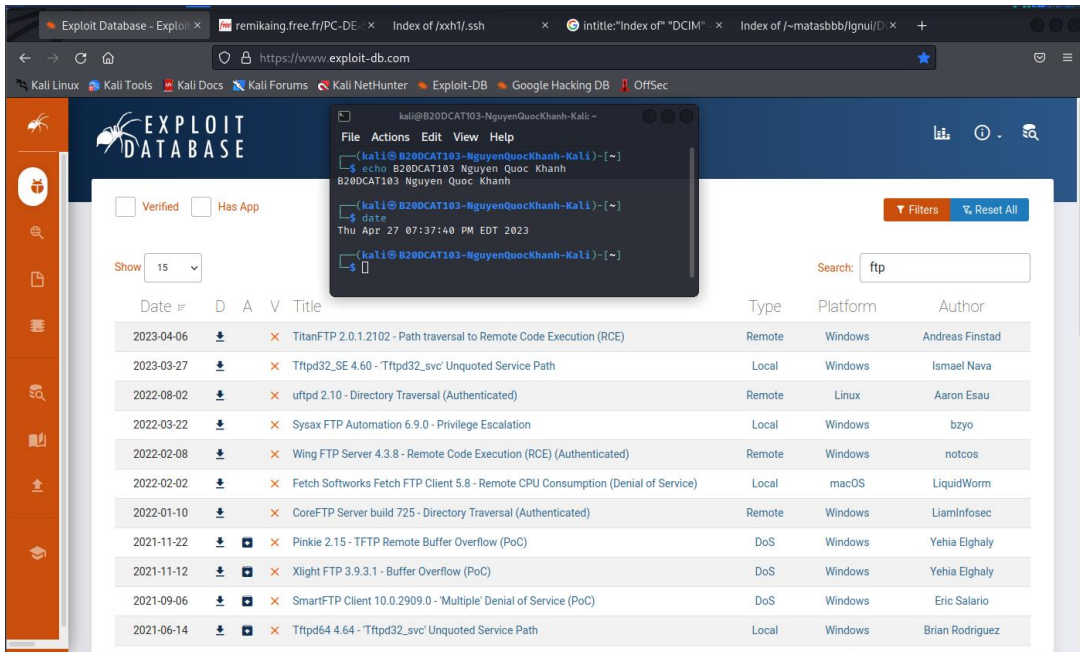 Exploit Database - Exploit
free remikaing.free.fr/PC-DE-
Index of /xxh1/.ssh
intitle:"Index of" "DCIM" -
Index of /~matasbbb/Ignui/D
https://www.exploit-db.com
Kali Linux Kali Tools Kali Docs Kali Forums Kali NetHunter Exploit-DB Google Hacking DB OffSec
EXPLOIT
DATABASE
kali@B20DCAT103-NguyenQuocKhanh-Kali: ~
File Actions Edit View Help
┌──(kali㉿B20DCAT103-NguyenQuocKhanh-Kali)-[~]
└─$ echo B20DCAT103 Nguyen Quoc Khanh
B20DCAT103 Nguyen Quoc Khanh
┌──(kali㉿B20DCAT103-NguyenQuocKhanh-Kali)-[~]
└─$ date
Thu Apr 27 07:37:40 PM EDT 2023
┌──(kali㉿B20DCAT103-NguyenQuocKhanh-Kali)-[~]
└─$
Verified Has App
Filters Reset All
Show 15
Search: ftp
Date D A V Title Type Platform Author
2023-04-06 TitanFTP 2.0.1.2102 - Path traversal to Remote Code Execution (RCE) Remote Windows Andreas Finstad
2023-03-27 Tftpd32_SE 4.60 - 'Tftpd32_svc' Unquoted Service Path Local Windows Ismael Nava
2022-08-02 uftpd 2.10 - Directory Traversal (Authenticated) Remote Linux Aaron Esau
2022-03-22 Sysax FTP Automation 6.9.0 - Privilege Escalation Local Windows bzyo
2022-02-08 Wing FTP Server 4.3.8 - Remote Code Execution (RCE) (Authenticated) Remote Windows notcos
2022-02-02 Fetch Softworks Fetch FTP Client 5.8 - Remote CPU Consumption (Denial of Service) Local macOS LiquidWorm
2022-01-10 CoreFTP Server build 725 - Directory Traversal (Authenticated) Remote Windows LiamInfosec
2021-11-22 Pinkie 2.15 - TFTP Remote Buffer Overflow (PoC) DoS Windows Yehia Elghaly
2021-11-12 Xlight FTP 3.9.3.1 - Buffer Overflow (PoC) DoS Windows Yehia Elghaly
2021-09-06 SmartFTP Client 10.0.2909.0 - 'Multiple' Denial of Service (PoC) DoS Windows Eric Salario
2021-06-14 Tftpd64 4.64 - 'Tftpd32_svc' Unquoted Service Path Local Windows Brian Rodriguez